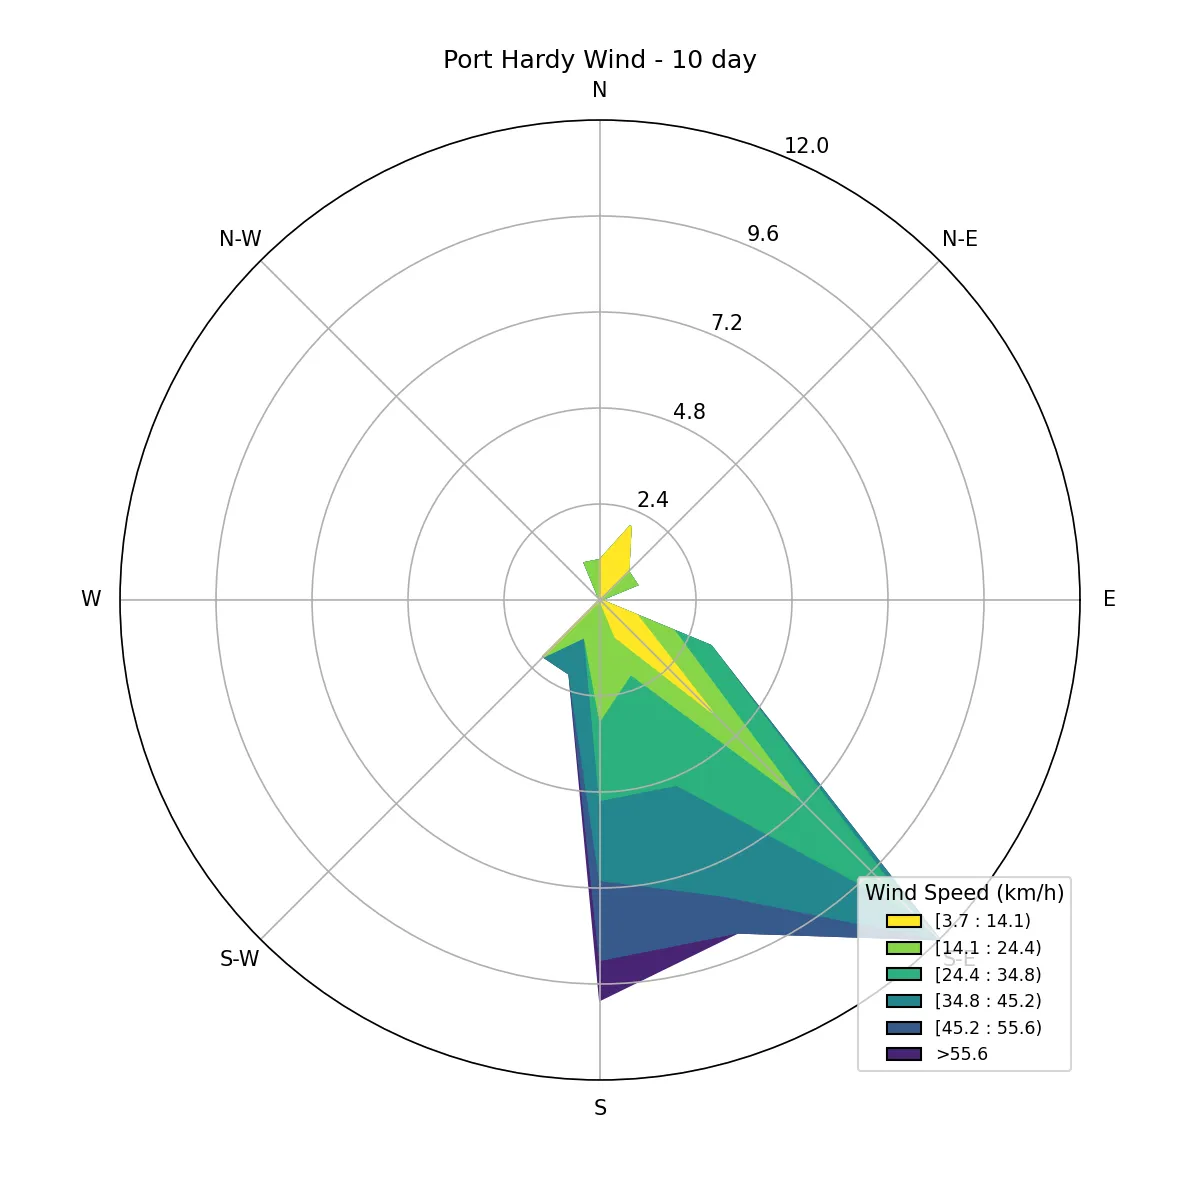 Port Hardy Wind - 10 day
N
12.0
N-W
9.6
N-E
7.2
4.8
2.4
W
E
Wind Speed (km/h)
[3.7 : 14.1)
[14.1 : 24.4)
S-W
S-E
[24.4 : 34.8)
[34.8 : 45.2)
[45.2 : 55.6)
>55.6
S